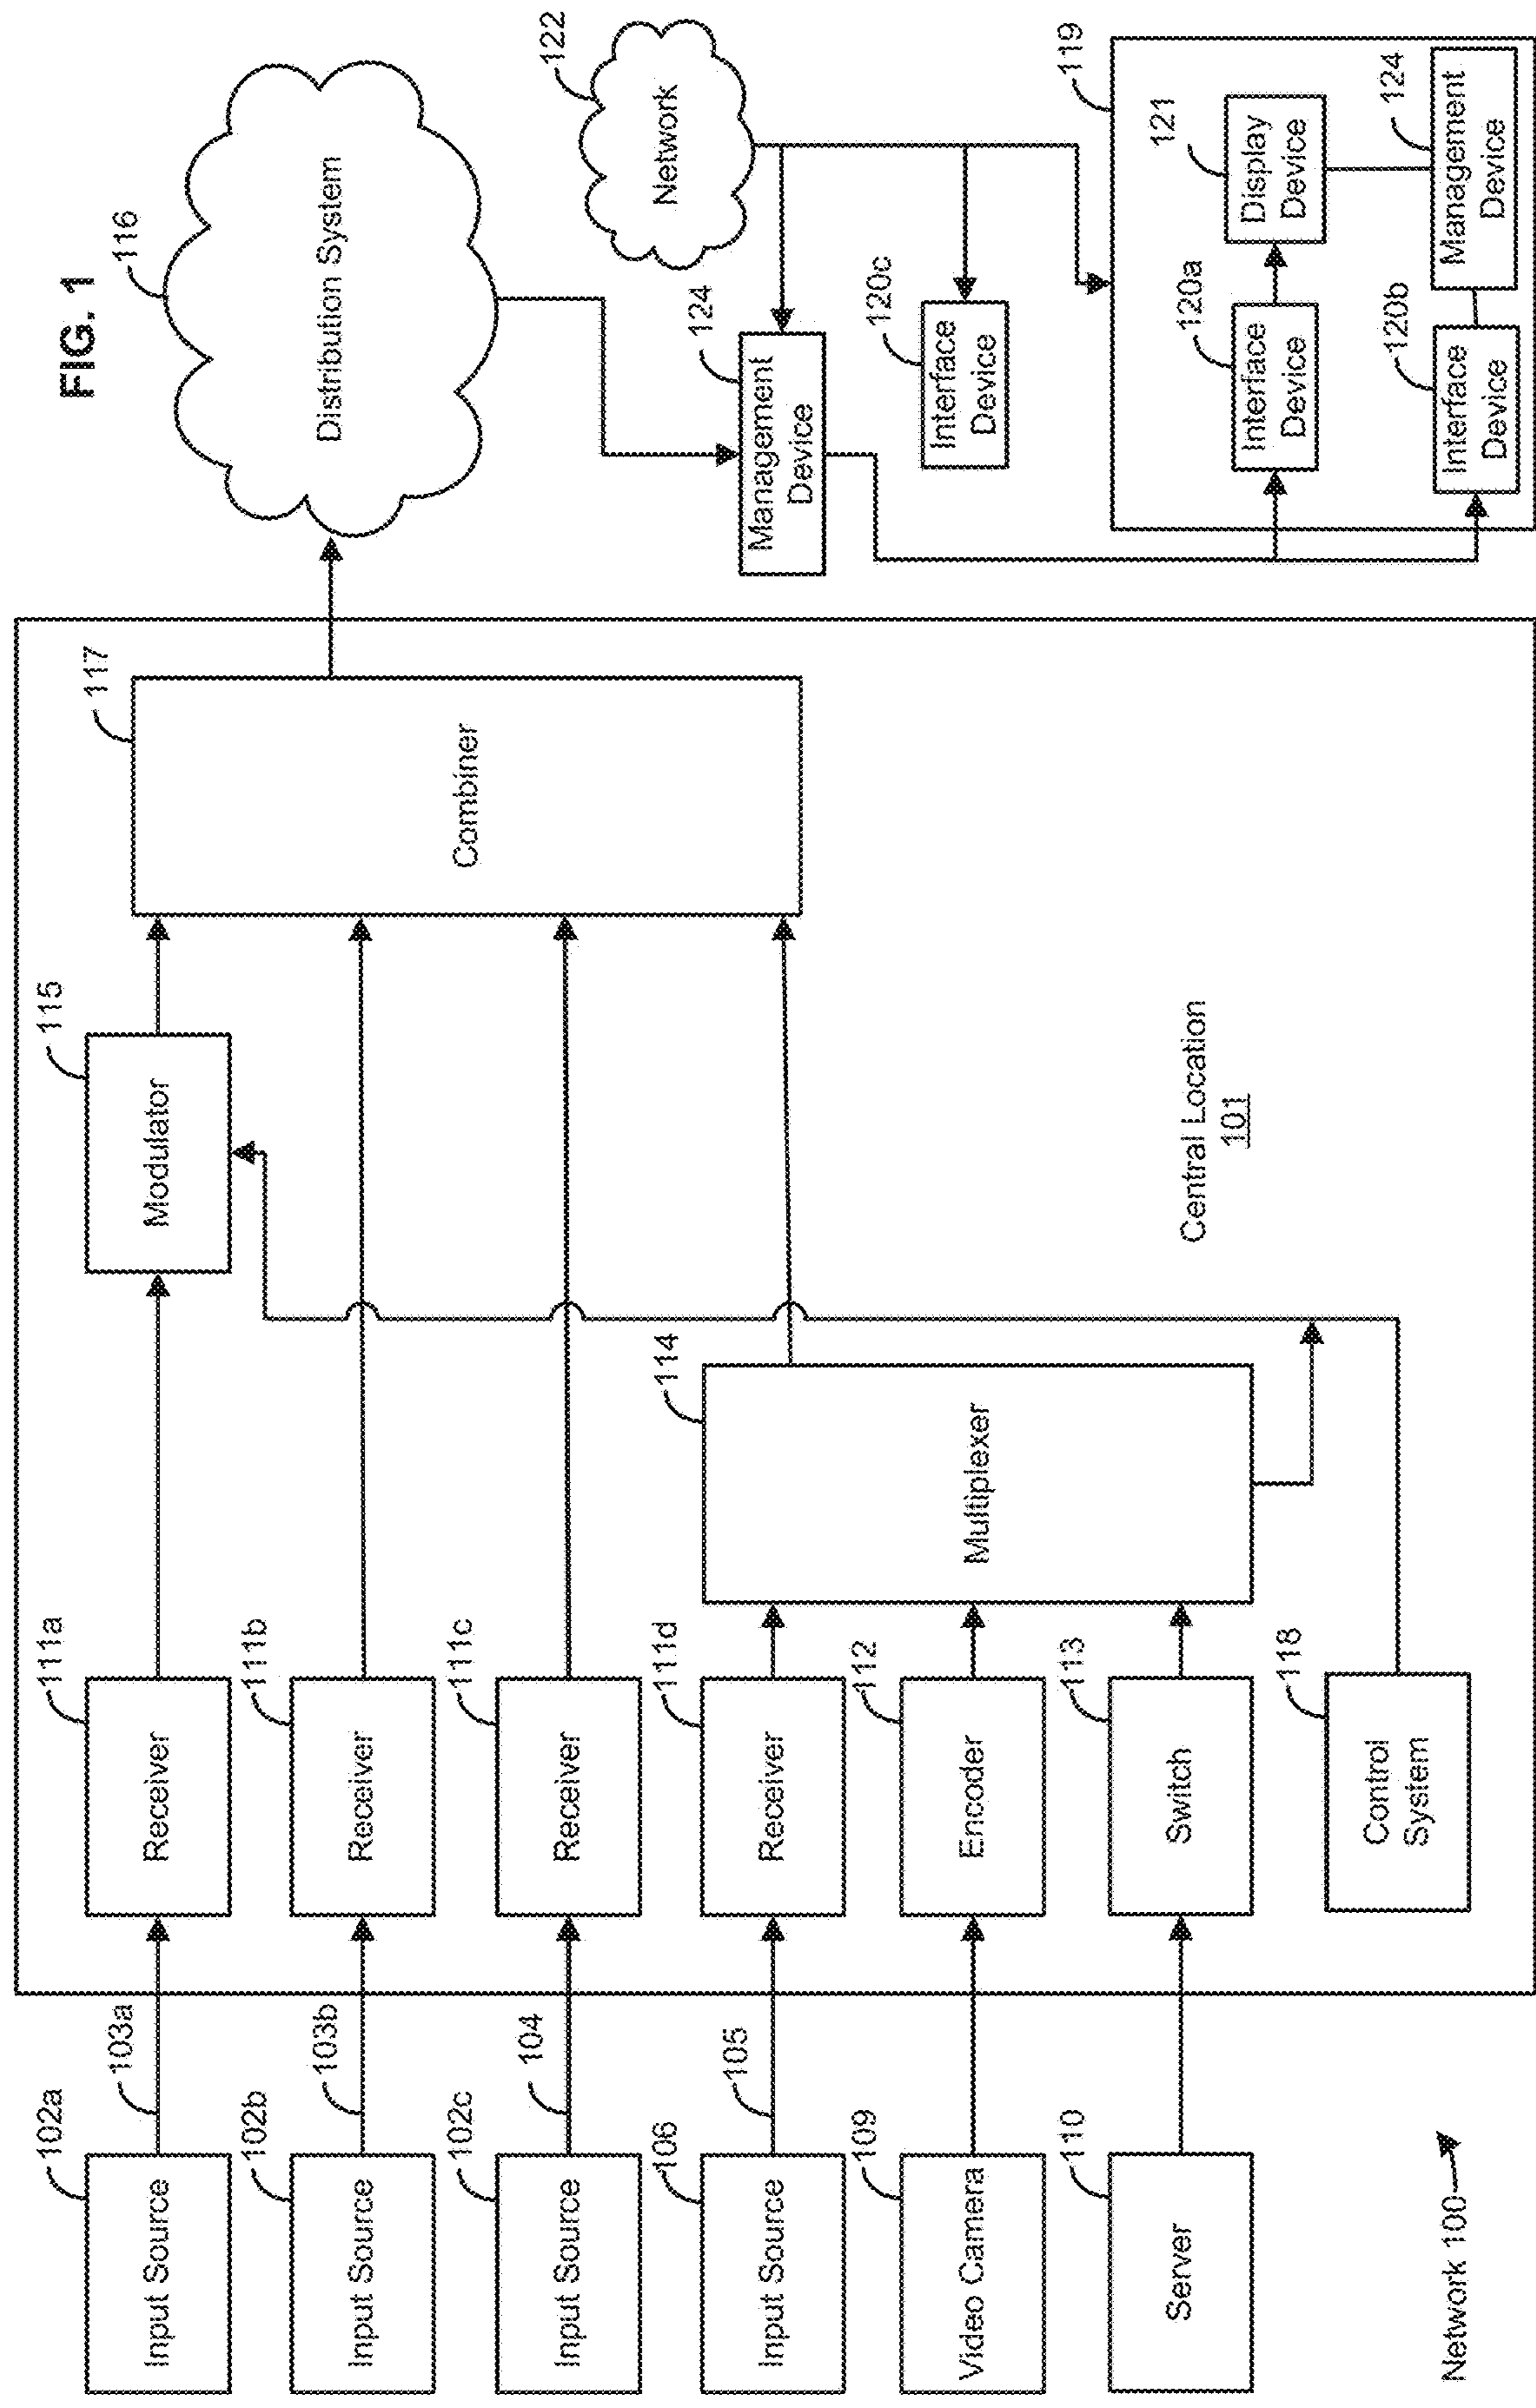 FIG. 1
102a
Input Source
103a
111a
Receiver
115
Modulator
117
Combiner
116
Distribution System
102b
Input Source
103b
111b
Receiver
102c
Input Source
104
111c
Receiver
106
Input Source
105
111d
Receiver
114
Multiplexer
109
Video Camera
112
Encoder
110
Server
113
Switch
118
Control
System
Central Location
101
122
Network
124
Management
Device
120c
Interface
Device
119
120a
Interface
Device
121
Display
Device
120b
Interface
Device
124
Management
Device
Network 100